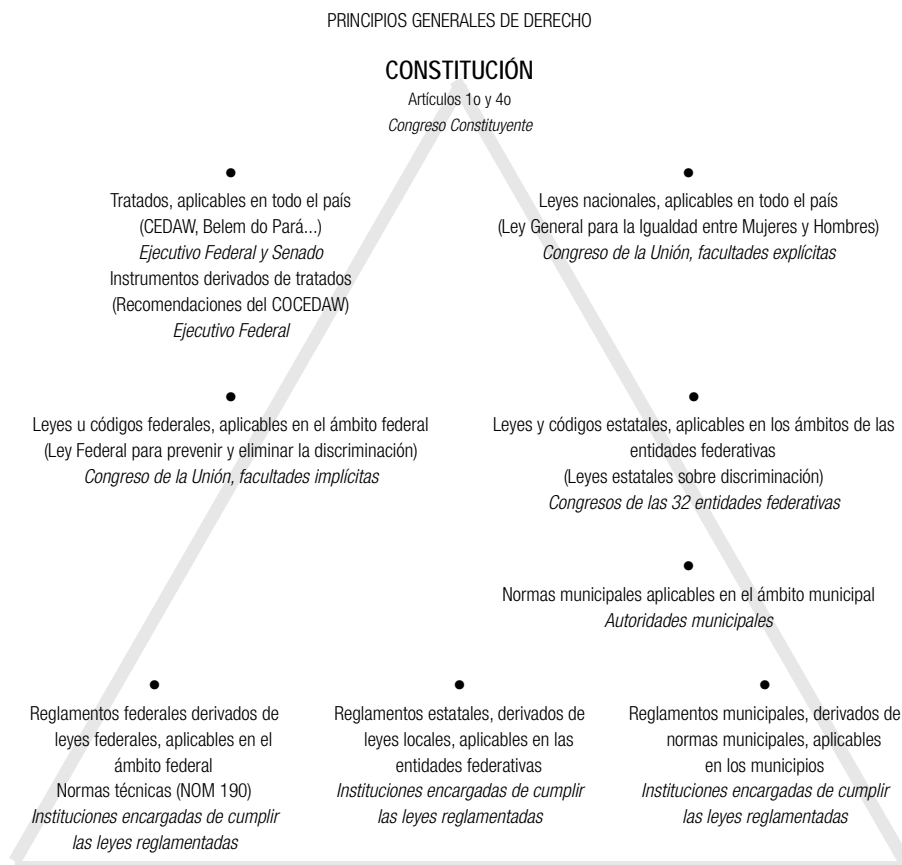 PRINCIPIOS GENERALES DE DERECHO
CONSTITUCIÓN
Artículos 1o y 4o
Congreso Constituyente
•
Tratados, aplicables en todo el país
(CEDAW, Belem do Pará...)
Ejecutivo Federal y Senado
Instrumentos derivados de tratados
(Recomendaciones del COCEDAW)
Ejecutivo Federal
•
Leyes nacionales, aplicables en todo el país
(Ley General para la Igualdad entre Mujeres y Hombres)
Congreso de la Unión, facultades explícitas
•
Leyes u códigos federales, aplicables en el ámbito federal
(Ley Federal para prevenir y eliminar la discriminación)
Congreso de la Unión, facultades implícitas
•
Leyes y códigos estatales, aplicables en los ámbitos de las
entidades federativas
(Leyes estatales sobre discriminación)
Congresos de las 32 entidades federativas
•
Normas municipales aplicables en el ámbito municipal
Autoridades municipales
•
Reglamentos federales derivados de
leyes federales, aplicables en el
ámbito federal
Normas técnicas (NOM 190)
Instituciones encargadas de cumplir
las leyes reglamentadas
•
Reglamentos estatales, derivados de
leyes locales, aplicables en las
entidades federativas
Instituciones encargadas de cumplir
las leyes reglamentadas
•
Reglamentos municipales, derivados de
normas municipales, aplicables
en los municipios
Instituciones encargadas de cumplir
las leyes reglamentadas